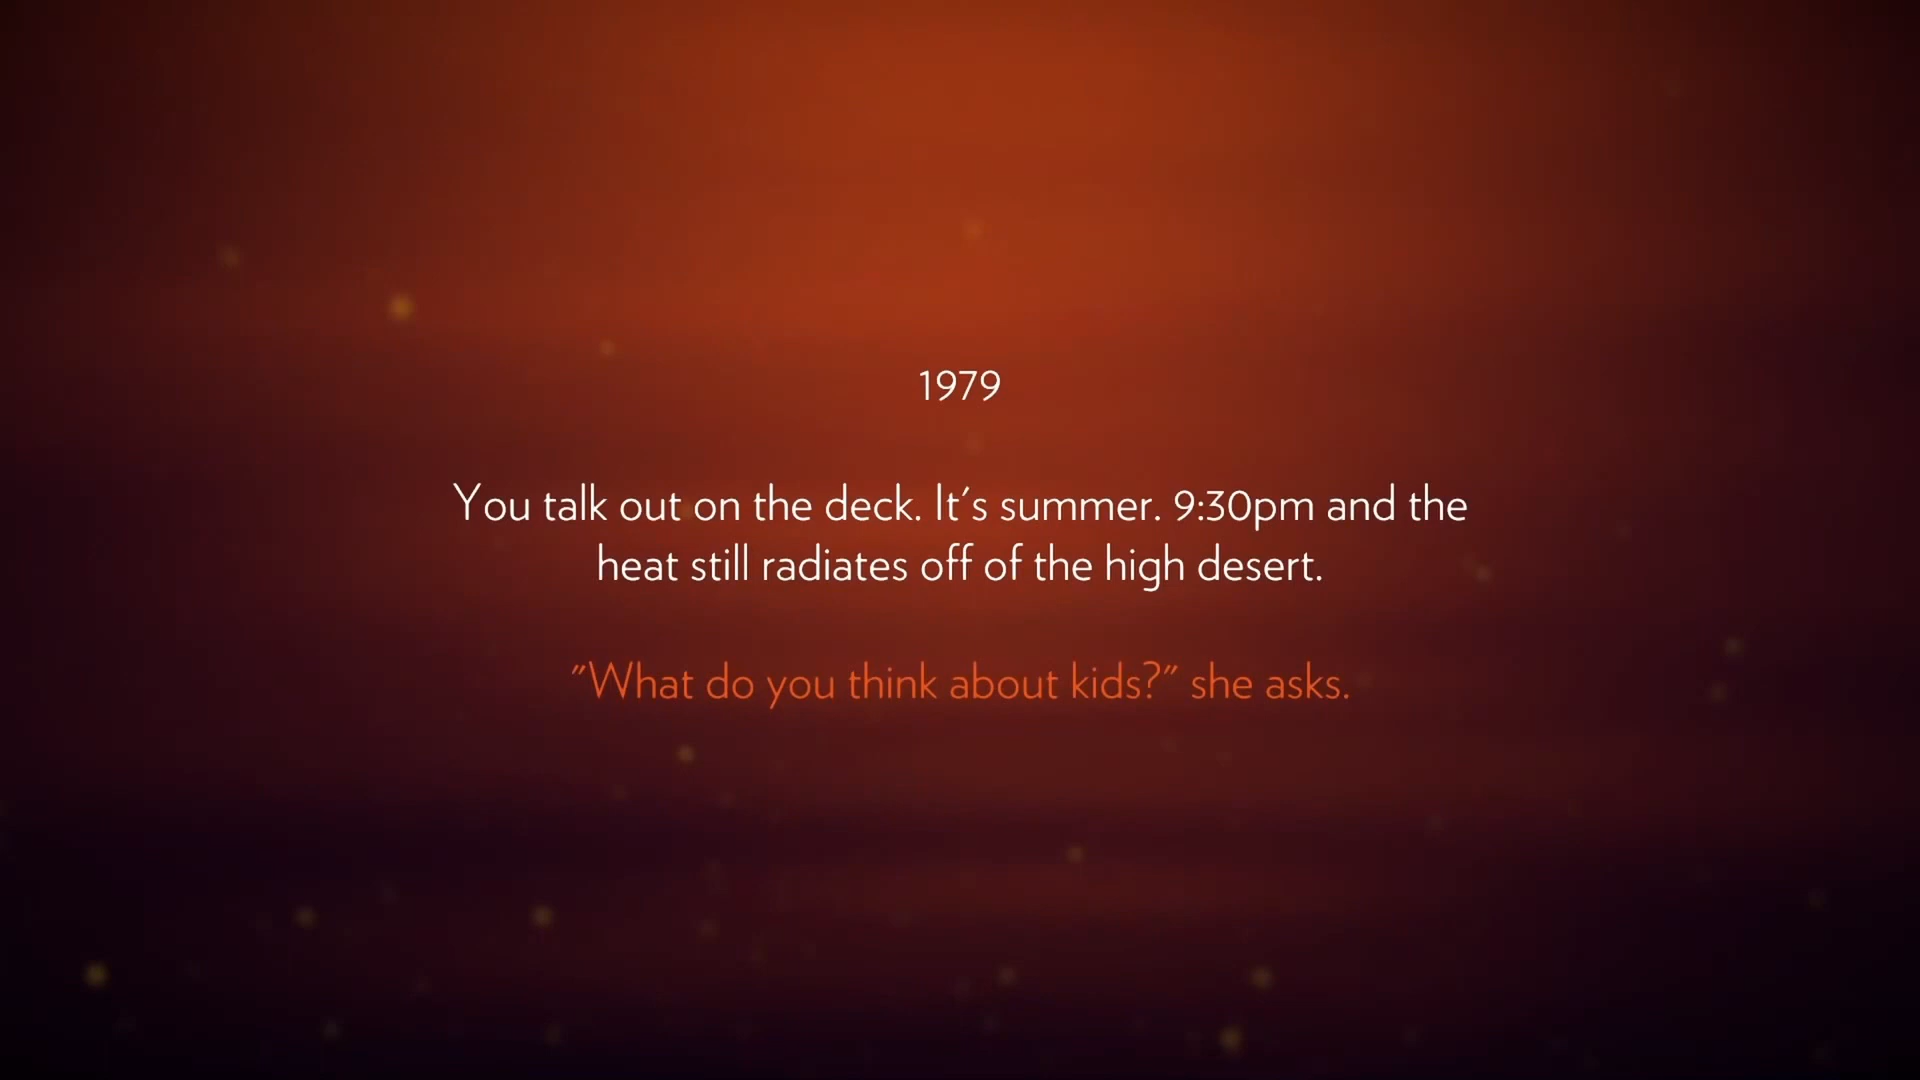 1979
You talk out on the deck. It's summer. 9:30pm and the
heat still radiates off of the high desert.
"What do you think about kids?" she asks.